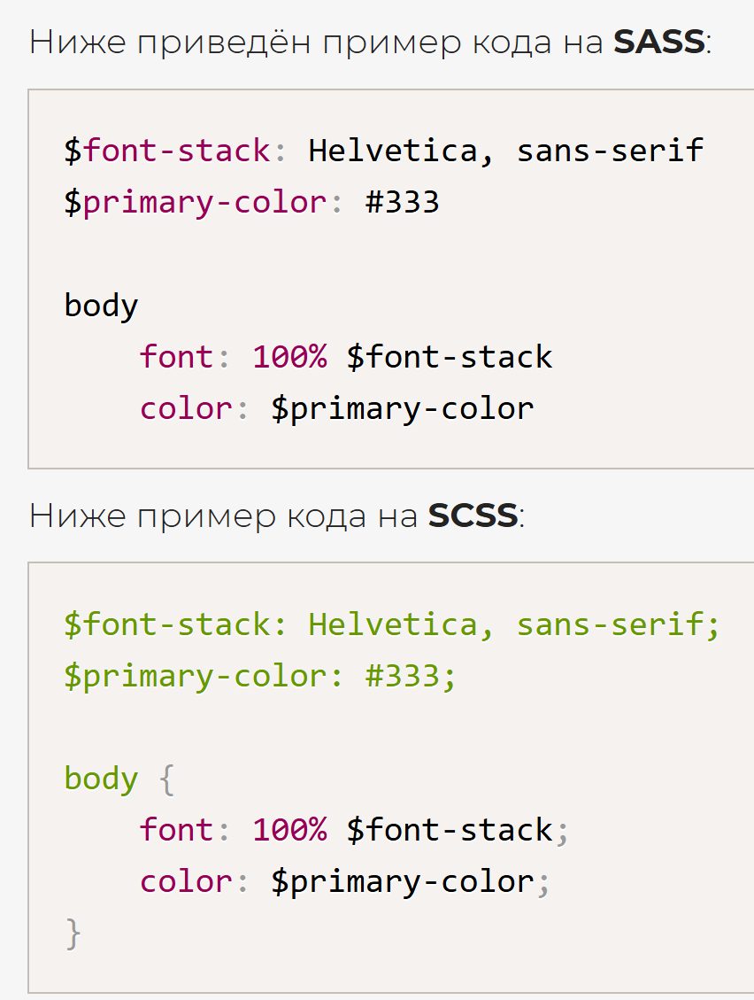 Ниже приведён пример кода на SASS:
$font-stack: Helvetica, sans-serif
$primary-color: #333
body
font: 100% $font-stack
color: $primary-color
Ниже пример кода на SCSS:
$font-stack: Helvetica, sans-serif;
$primary-color: #333;
body {
font: 100% $font-stack;
color: $primary-color;
}